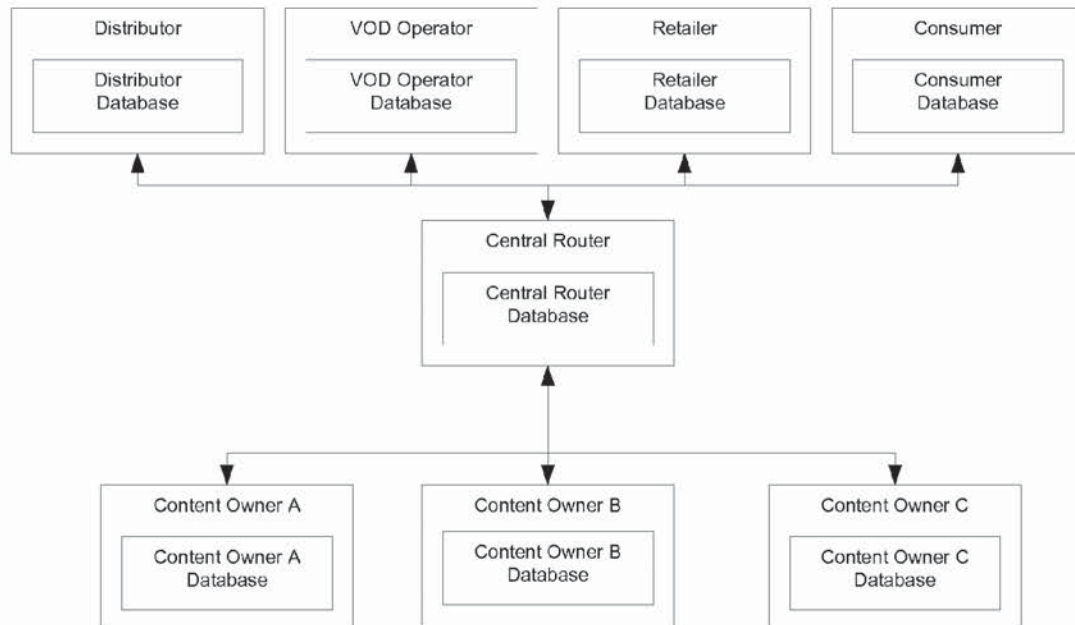 Distributor
Distributor
Database
VOD Operator
VOD Operator
Database
Retailer
Retailer
Database
Consumer
Consumer
Database
Central Router
Central Router
Database
Content Owner A
Content Owner A
Database
Content Owner B
Content Owner B
Database
Content Owner C
Content Owner C
Database